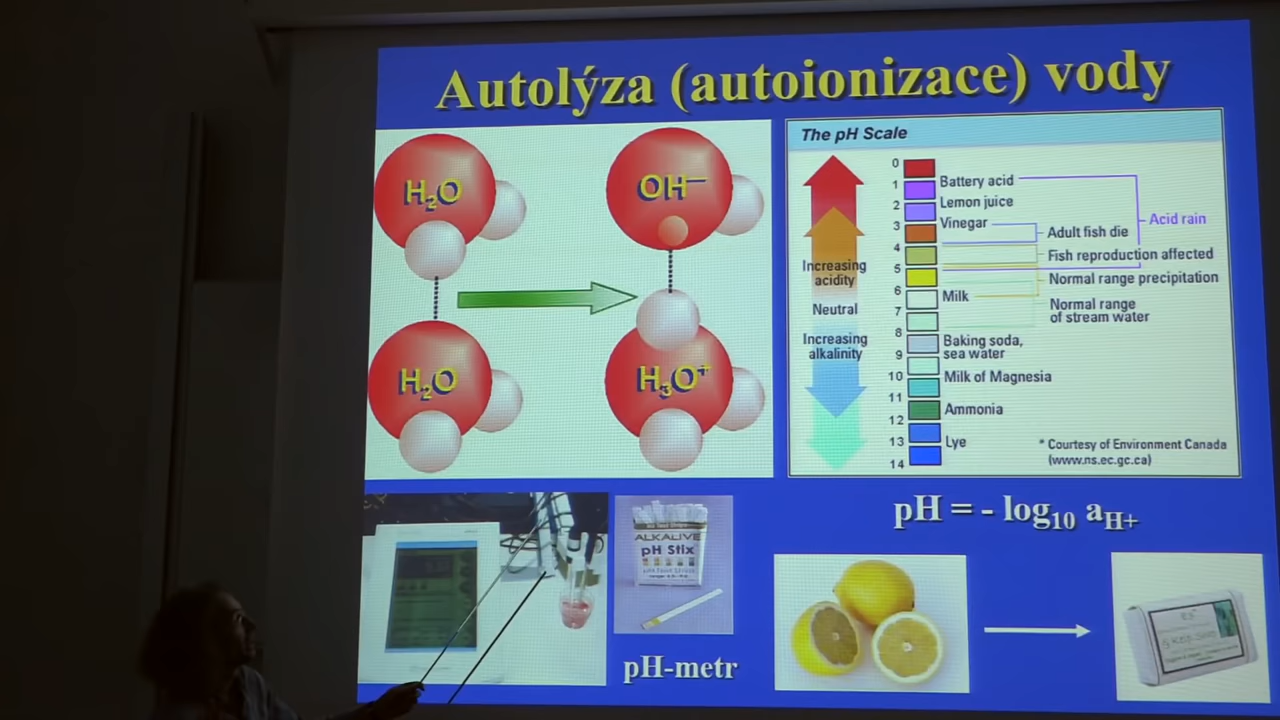 Autolýza (autoionizace) vody
H₂O
OH⁻
H₂O
H₃O⁺
The pH Scale
0
1
2
3
4
5
6
7
8
9
10
11
12
13
14
Increasing
acidity
Neutral
Increasing
alkalinity
Battery acid
Lemon juice
Vinegar
Milk
Baking soda,
sea water
Milk of Magnesia
Ammonia
Lye
Acid rain
Adult fish die
Fish reproduction affected
Normal range precipitation
Normal range
of stream water
* Courtesy of Environment Canada
(www.ns.ec.gc.ca)
pH = - log₁₀ a_H+
ALKALIVE
pH Stix
pH-metr